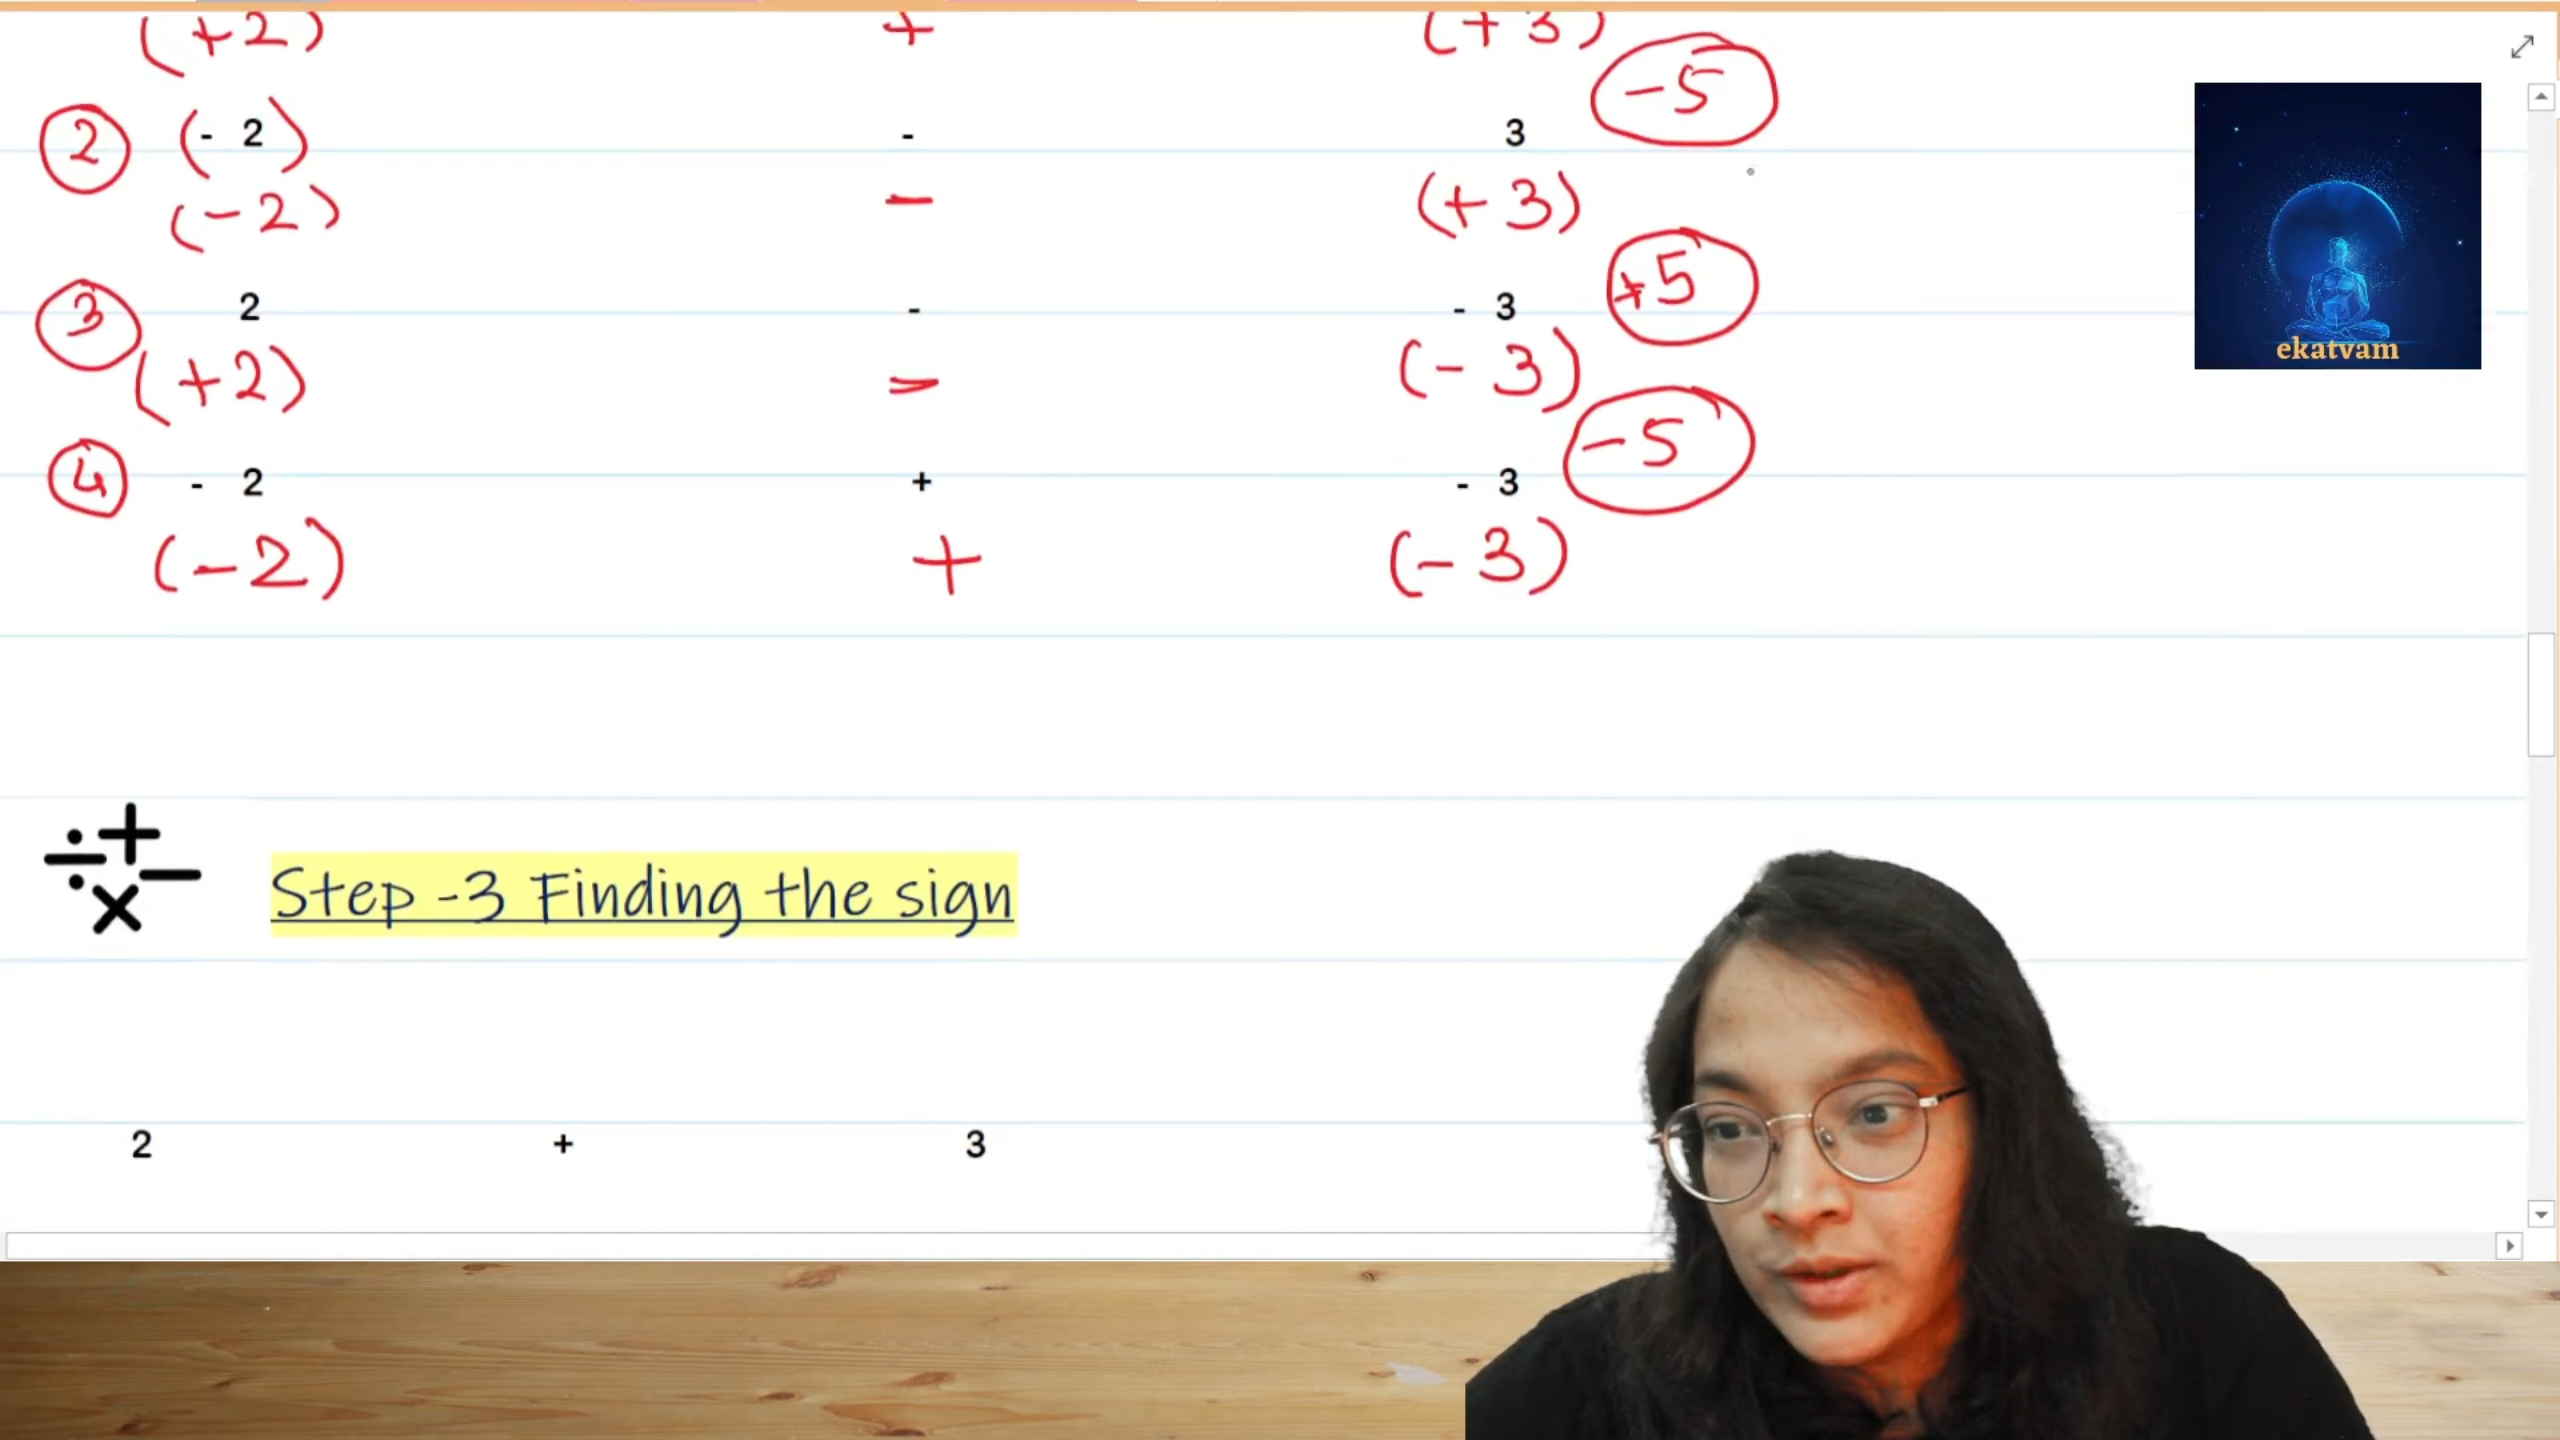 (+2) + (+3)
-5
2 (- 2) - 3
(-2) - (+3)
+5
3 2 - - 3
(+2) - (-3)
-5
4 - 2 + - 3
(-2) + (-3)
ekatvam
Step -3 Finding the sign
2 + 3